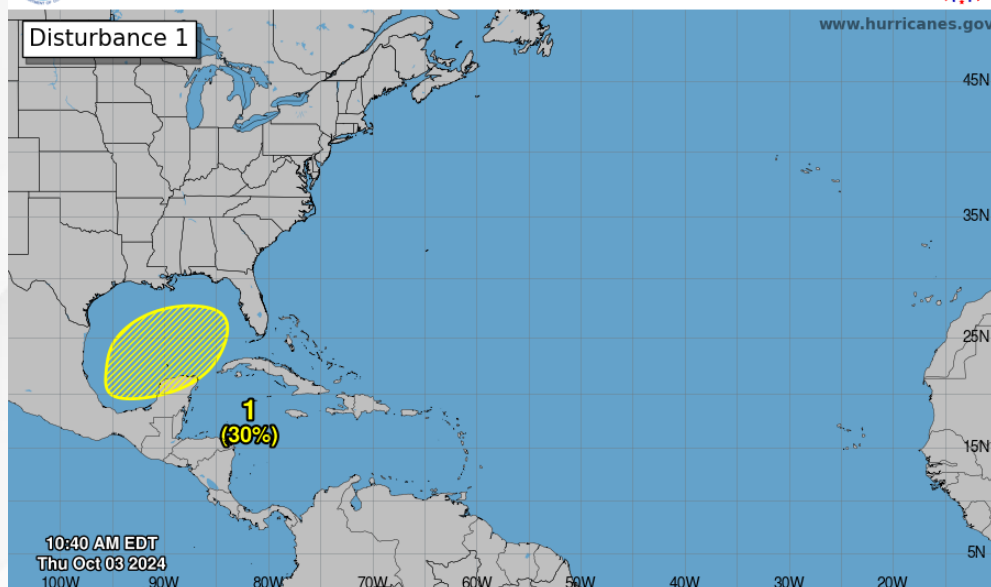 www.hurricanes.gov
Disturbance 1
45N
35N
25N
1
(30%)
15N
10:40 AM EDT
Thu Oct 03 2024
5N
100W 90W 80W 70W 60W 50W 40W 30W 20W